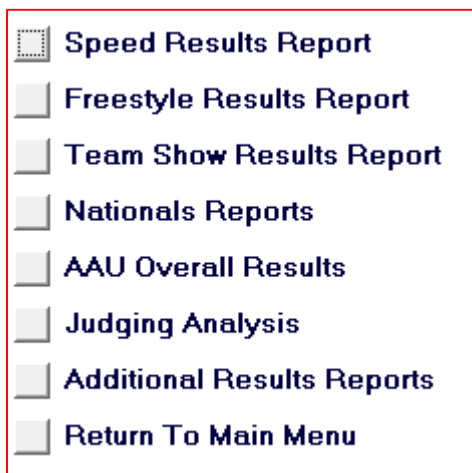 Speed Results Report
Freestyle Results Report
Team Show Results Report
Nationals Reports
AAU Overall Results
Judging Analysis
Additional Results Reports
Return To Main Menu